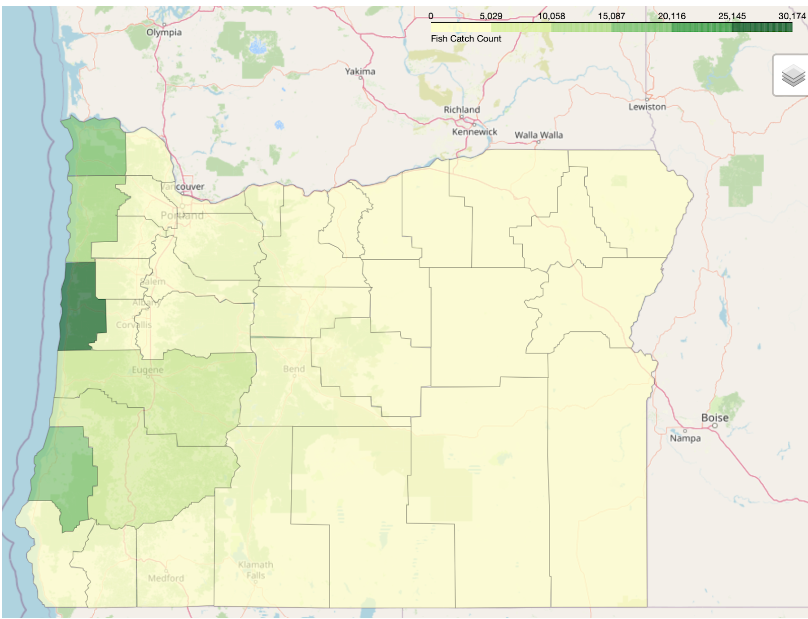 0 5,029 10,058 15,087 20,116 25,145 30,174
Fish Catch Count
Olympia
Yakima
Richland
Kennewick
Walla Walla
Lewiston
Vancouver
Portland
Salem
Albany
Corvallis
Eugene
Bend
Boise
Nampa
Medford
Klamath
Falls